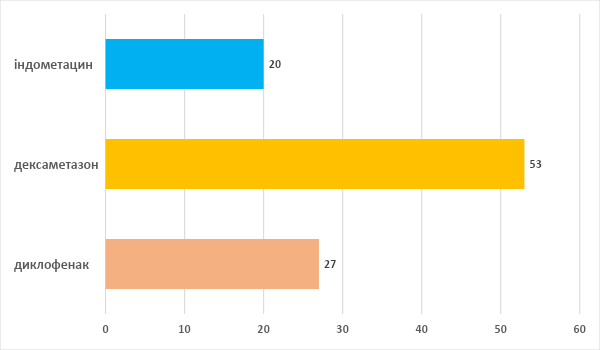 індометацин 20
дексаметазон 53
диклофенак 27
0 10 20 30 40 50 60